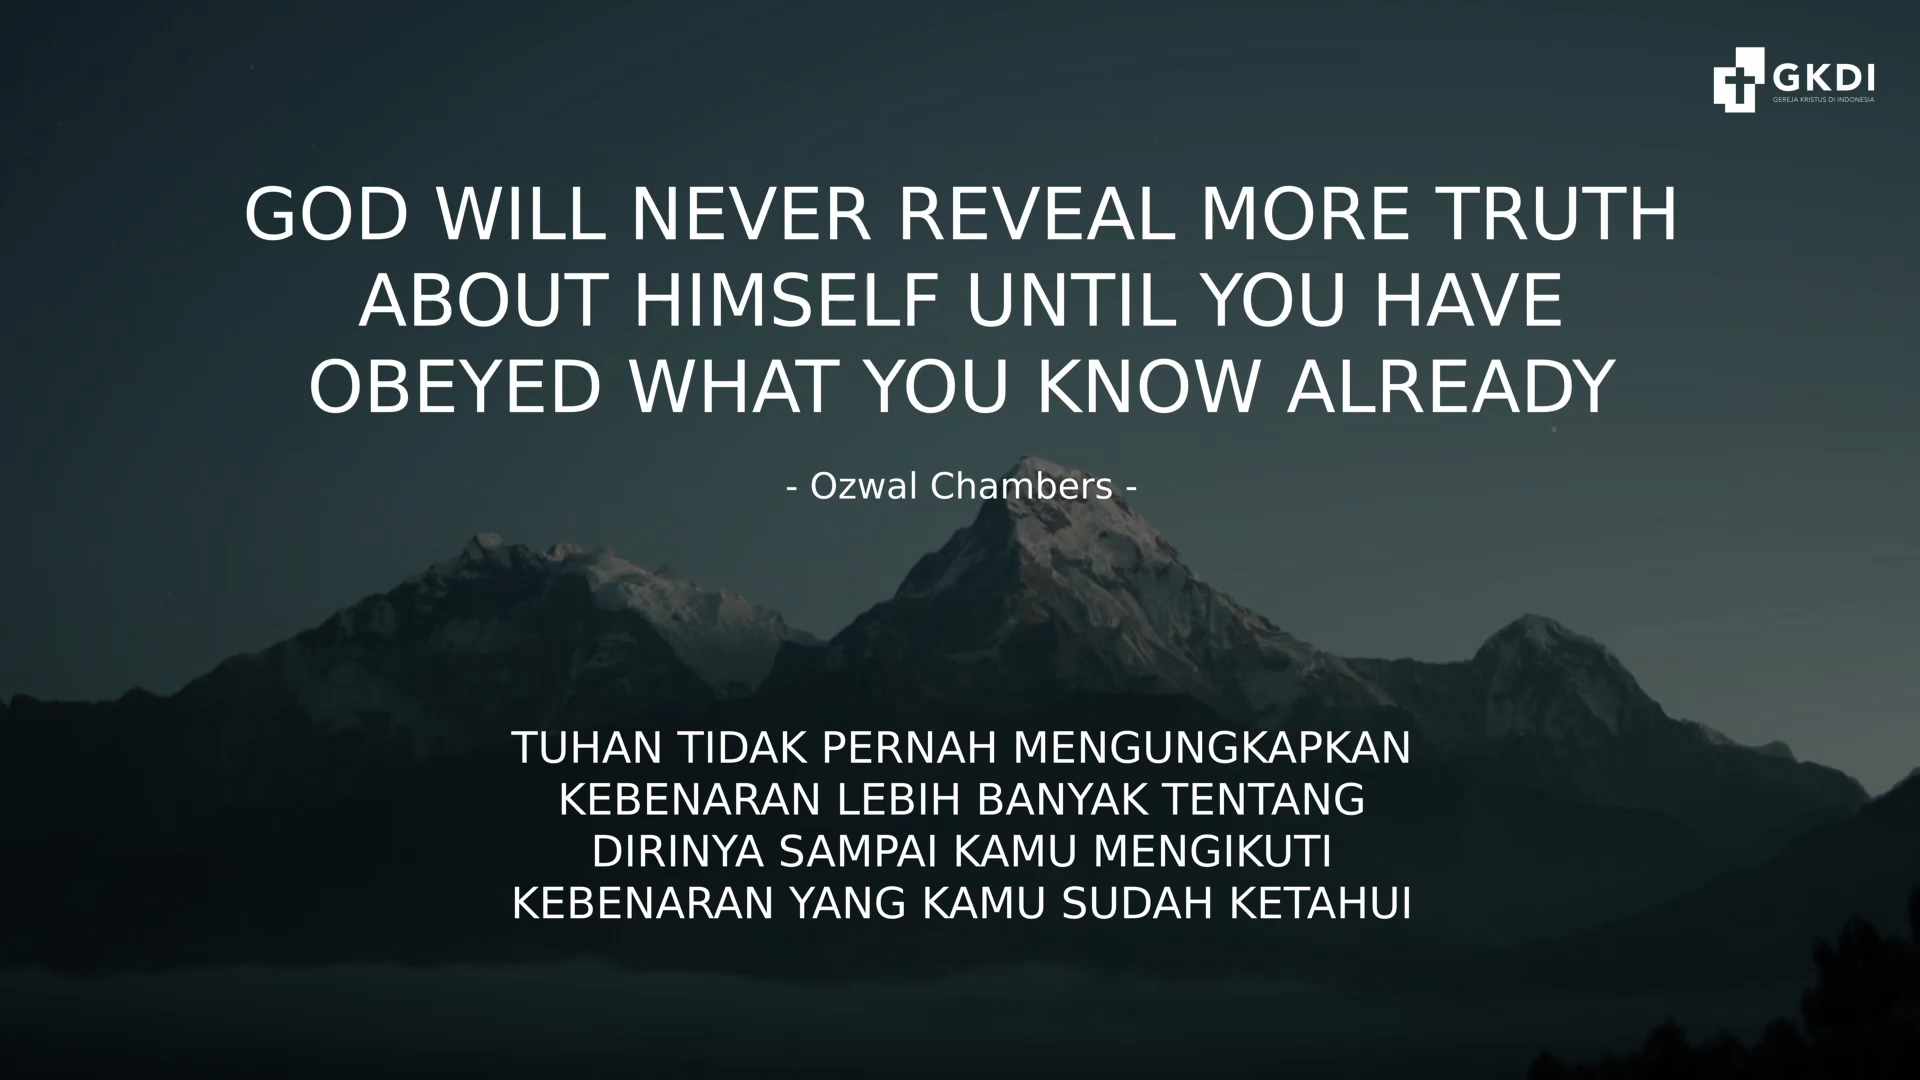 GKDI
GEREJA KRISTUS DI INDONESIA
GOD WILL NEVER REVEAL MORE TRUTH
ABOUT HIMSELF UNTIL YOU HAVE
OBEYED WHAT YOU KNOW ALREADY
- Ozwal Chambers -
TUHAN TIDAK PERNAH MENGUNGKAPKAN
KEBENARAN LEBIH BANYAK TENTANG
DIRINYA SAMPAI KAMU MENGIKUTI
KEBENARAN YANG KAMU SUDAH KETAHUI